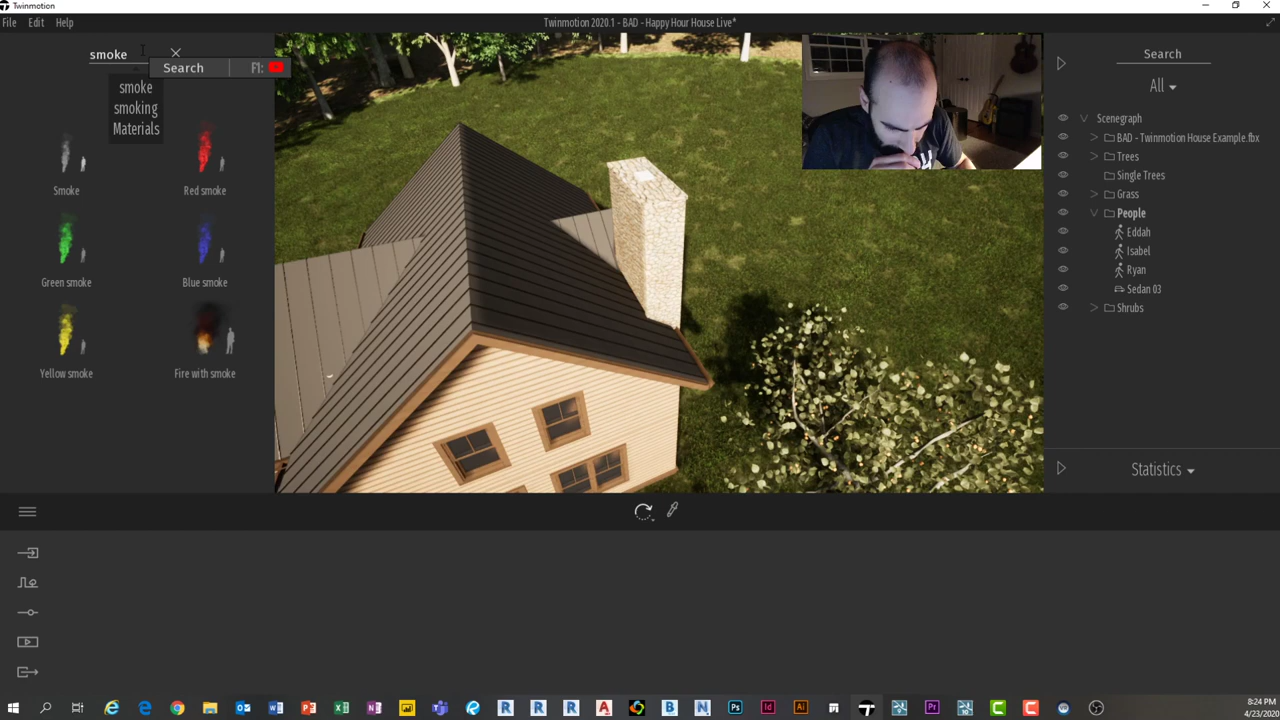 Twinmotion
File Edit Help
Twinmotion 2020.1 - BAD - Happy Hour House Live*
smoke
Search F1:
smoke
smoking
Materials
Smoke
Red smoke
Green smoke
Blue smoke
Yellow smoke
Fire with smoke
Search
All
Scenegraph
BAD - Twinmotion House Example.fbx
Trees
Single Trees
Grass
People
Eddah
Isabel
Ryan
Sedan 03
Shrubs
Statistics
8:24 PM
4/23/2020